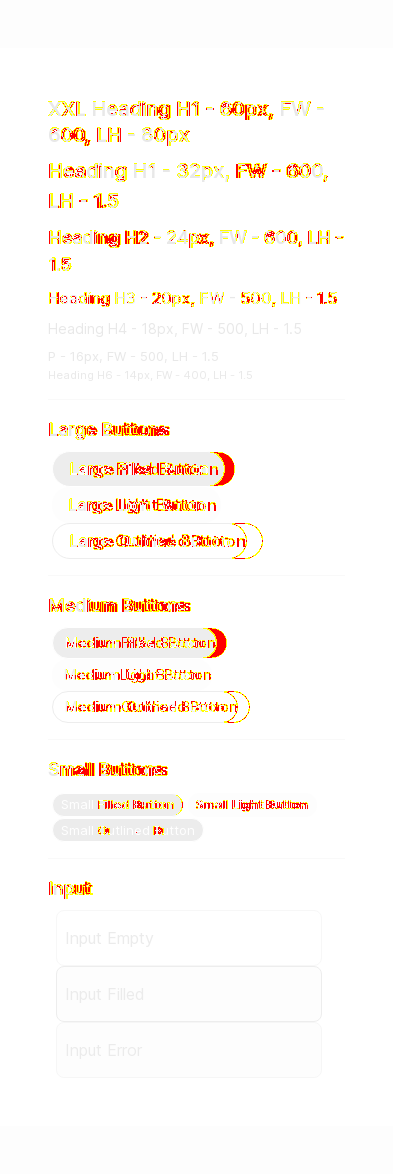 XXL Heading H1 - 60px, FW -
600, LH - 80px
Heading H1 - 32px, FW - 600,
LH - 1.5
Heading H2 - 24px, FW - 600, LH -
1.5
Heading H3 - 20px, FW - 500, LH - 1.5
Heading H4 - 18px, FW - 500, LH - 1.5
P - 16px, FW - 500, LH - 1.5
Heading H6 - 14px, FW - 400, LH - 1.5
Large Buttons
Large Filled Button
Large Light Button
Large Outlined Button
Medium Buttons
Medium Filled Button
Medium Light Button
Medium Outlined Button
Small Buttons
Small Filled Button Small Light Button
Small Outlined Button
Input
Input Empty
Input Filled
Input Error